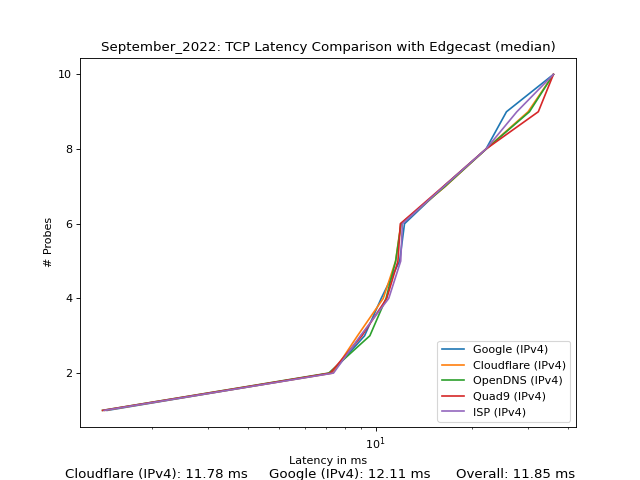 September_2022: TCP Latency Comparison with Edgecast (median)
# Probes
10
8
6
4
2
Google (IPv4)
Cloudflare (IPv4)
OpenDNS (IPv4)
Quad9 (IPv4)
ISP (IPv4)
10¹
Latency in ms
Cloudflare (IPv4): 11.78 ms Google (IPv4): 12.11 ms Overall: 11.85 ms